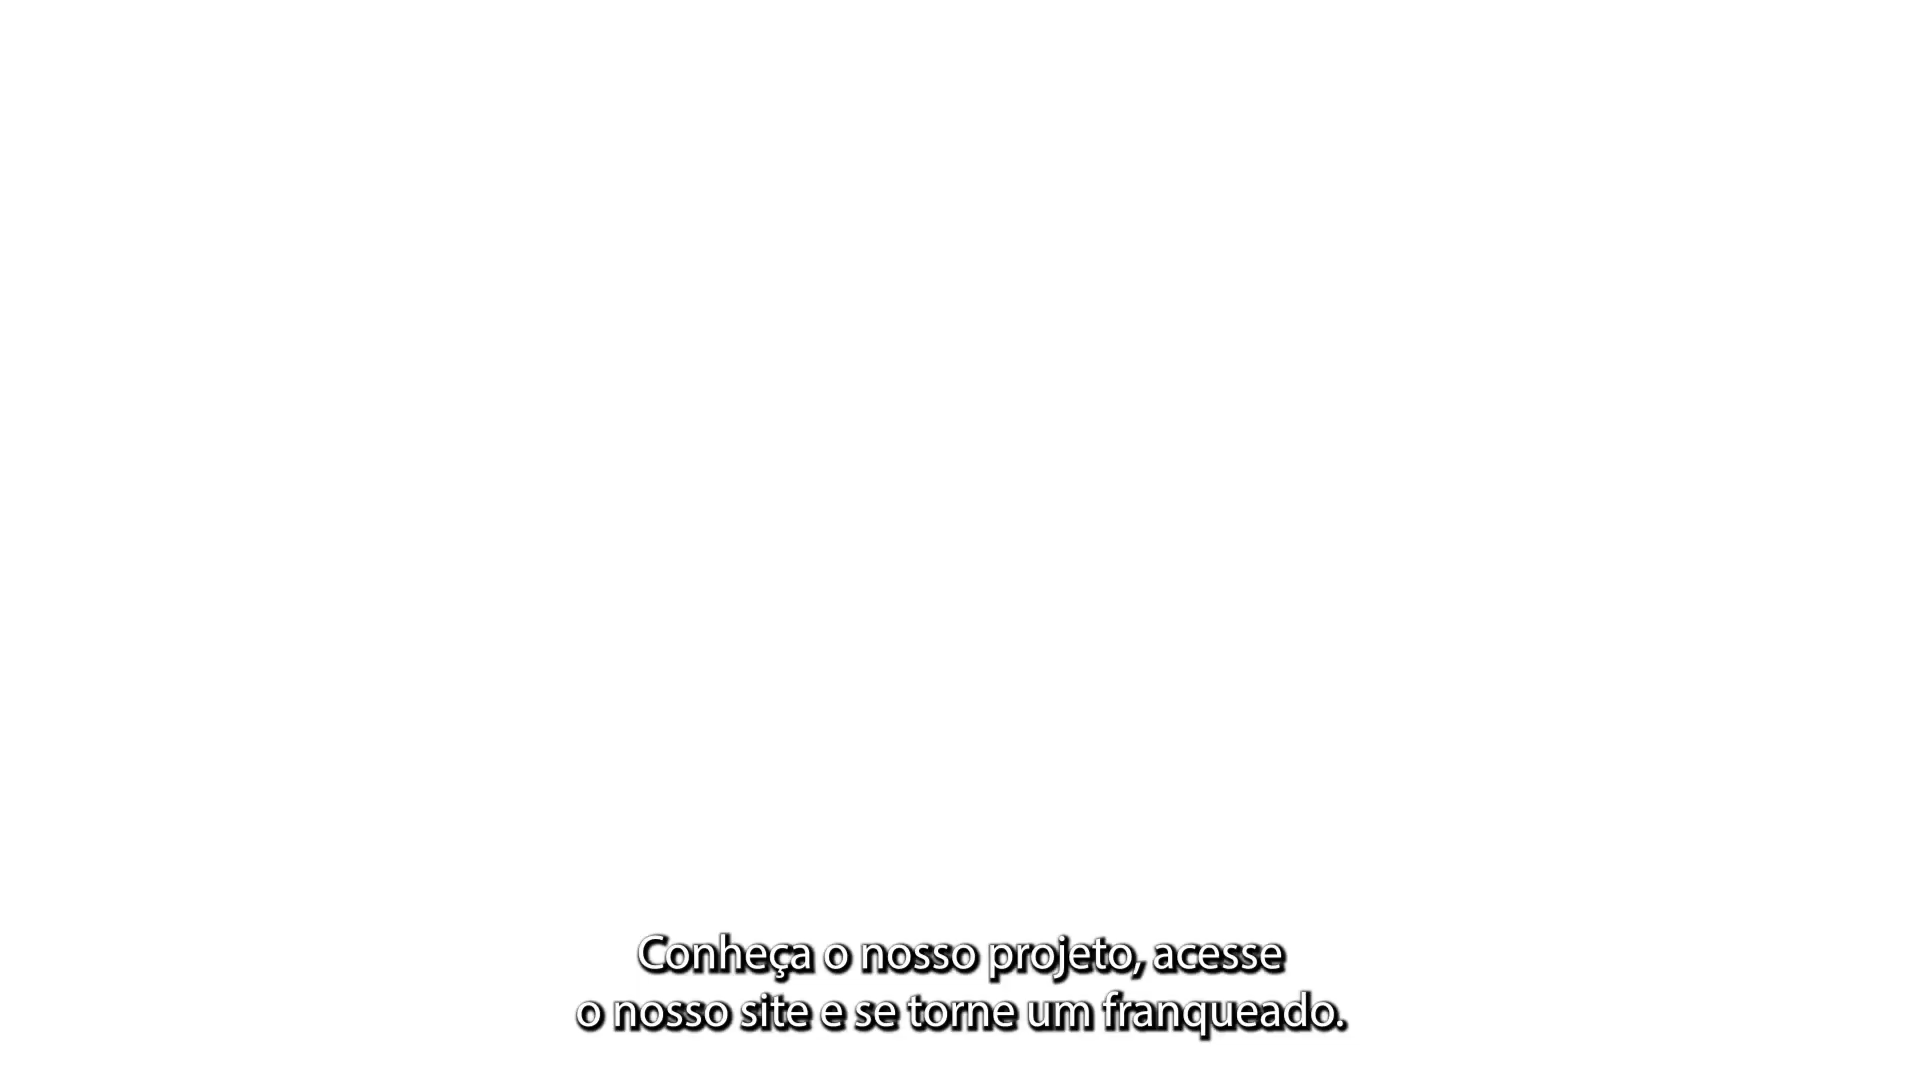 Conheça o nosso projeto, acesse
o nosso site e se torne um franqueado.